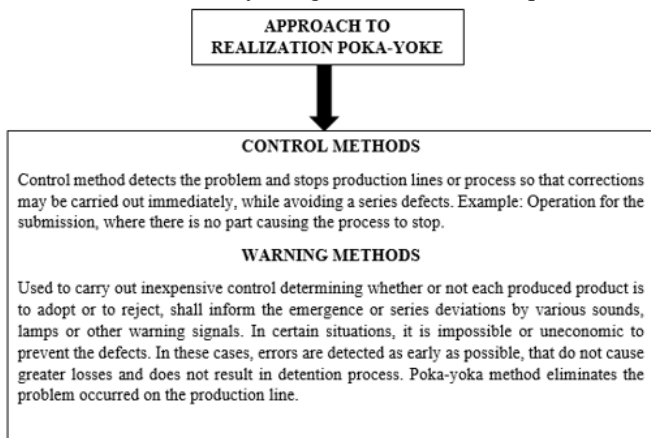 APPROACH TO
REALIZATION POKA-YOKE
CONTROL METHODS
Control method detects the problem and stops production lines or process so that corrections
may be carried out immediately, while avoiding a series defects. Example: Operation for the
submission, where there is no part causing the process to stop.
WARNING METHODS
Used to carry out inexpensive control determining whether or not each produced product is
to adopt or to reject, shall inform the emergence or series deviations by various sounds,
lamps or other warning signals. In certain situations, it is impossible or uneconomic to
prevent the defects. In these cases, errors are detected as early as possible, that do not cause
greater losses and does not result in detention process. Poka-yoka method eliminates the
problem occurred on the production line.